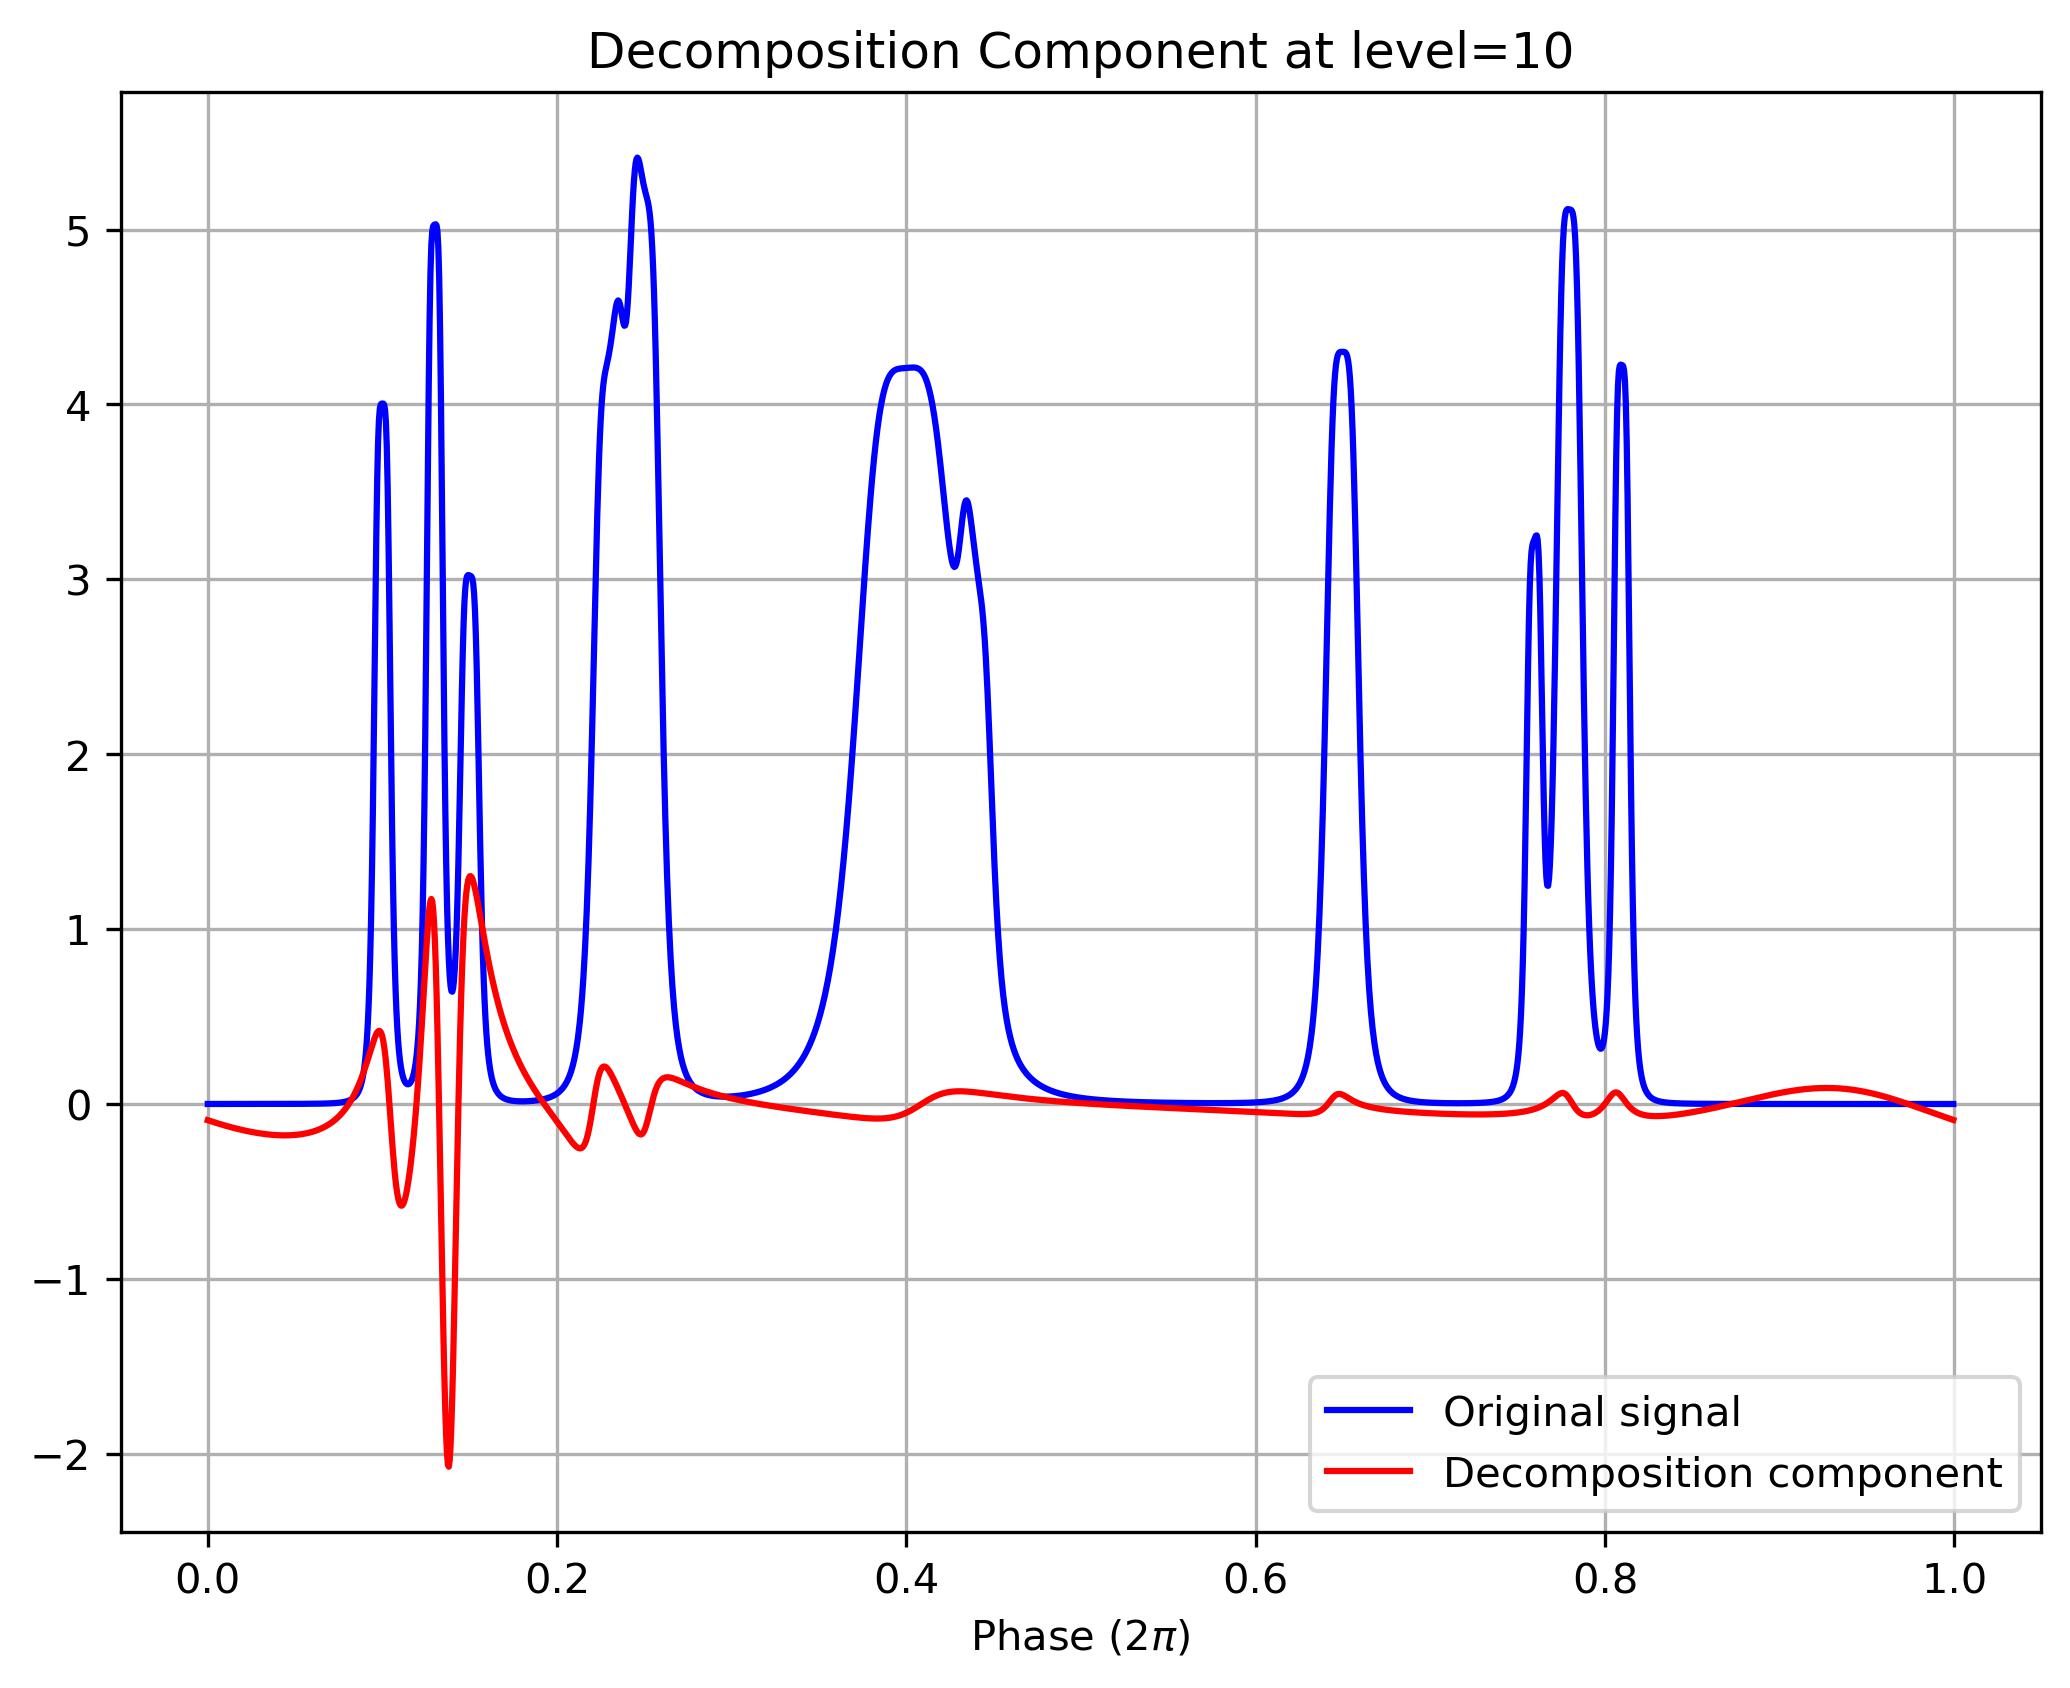 Decomposition Component at level=10
5
4
3
2
1
0
−1
−2
Original signal
Decomposition component
0.0 0.2 0.4 0.6 0.8 1.0
Phase (2π)